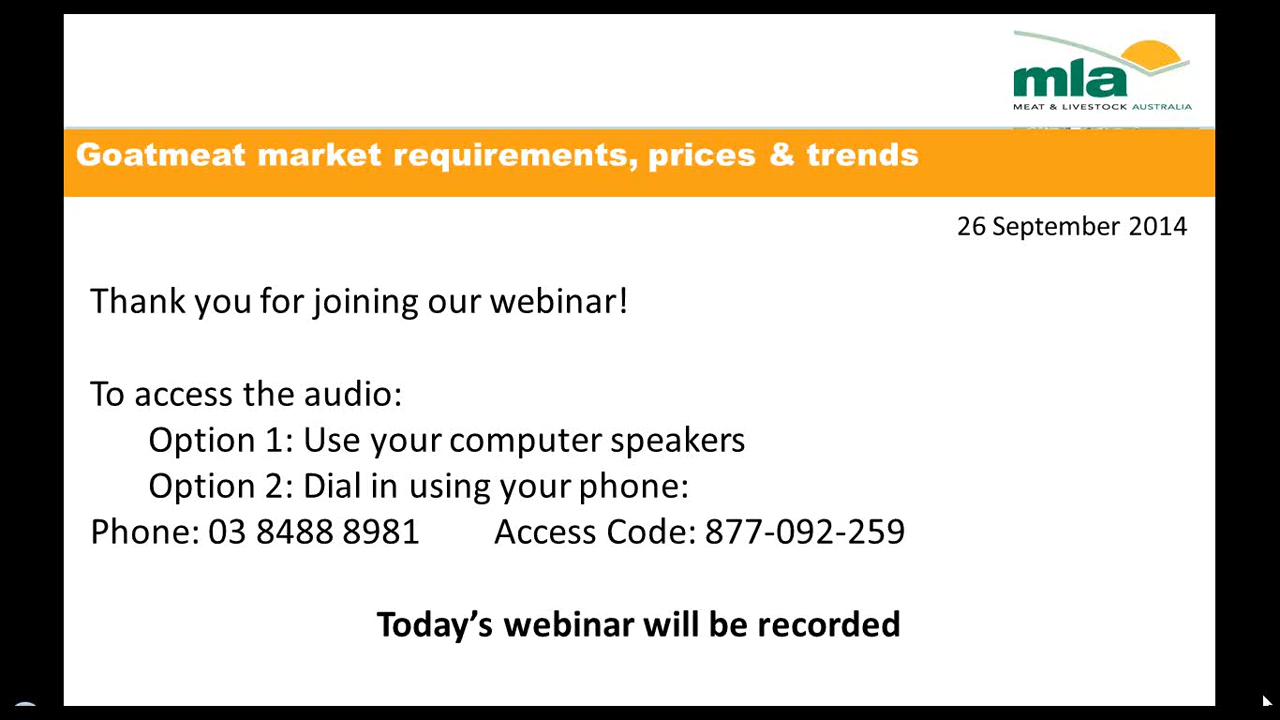 mla
MEAT & LIVESTOCK AUSTRALIA
Goatmeat market requirements, prices & trends
26 September 2014
Thank you for joining our webinar!
To access the audio:
Option 1: Use your computer speakers
Option 2: Dial in using your phone:
Phone: 03 8488 8981 Access Code: 877-092-259
Today's webinar will be recorded